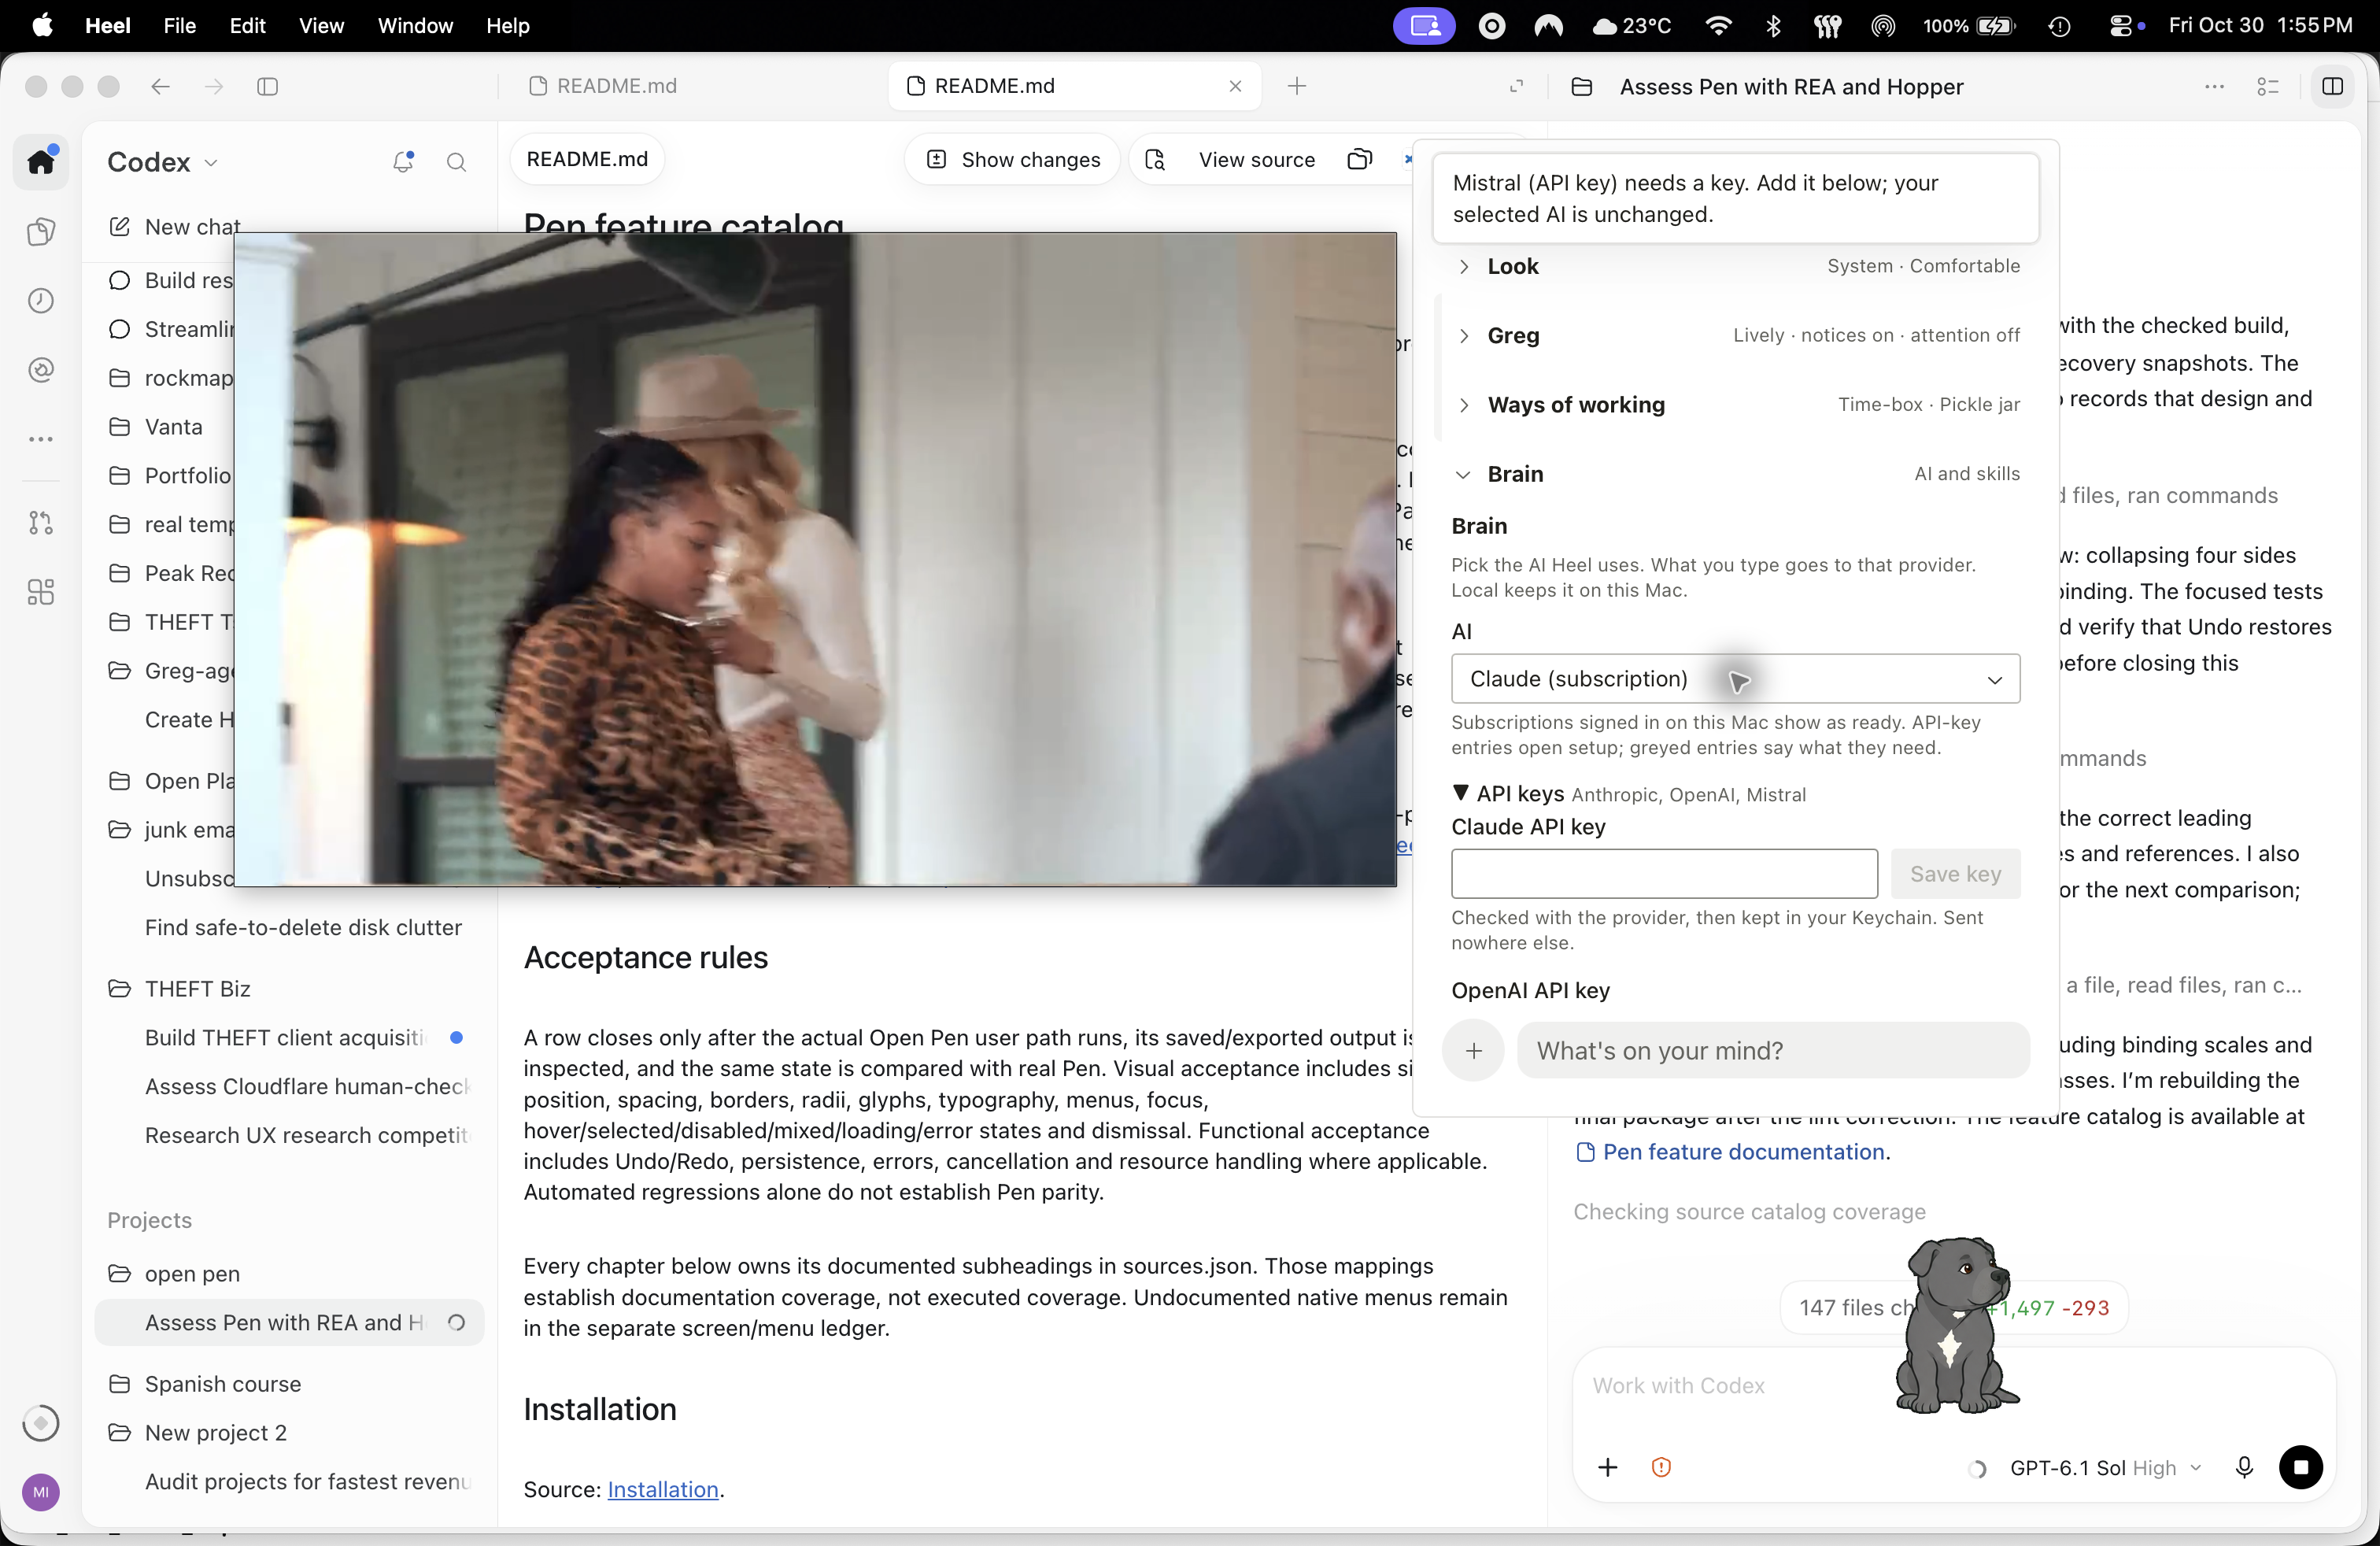 Heel File Edit View Window Help
23°C 100% Fri Oct 30 1:55 PM
README.md
README.md
Assess Pen with REA and Hopper
Codex
New chat
Build res
Streamlin
rockmap
Vanta
Portfolio
real temp
Peak Rec
THEFT T
Greg-age
Create H
Open Pla
junk ema
Unsubsc
Find safe-to-delete disk clutter
THEFT Biz
Build THEFT client acquisiti
Assess Cloudflare human-check
Research UX research competit
Projects
open pen
Assess Pen with REA and H
Spanish course
New project 2
Audit projects for fastest revenu
MI
README.md
Show changes
View source
Pen feature catalog
Acceptance rules
A row closes only after the actual Open Pen user path runs, its saved/exported output is
inspected, and the same state is compared with real Pen. Visual acceptance includes si
position, spacing, borders, radii, glyphs, typography, menus, focus,
hover/selected/disabled/mixed/loading/error states and dismissal. Functional acceptance
includes Undo/Redo, persistence, errors, cancellation and resource handling where applicable.
Automated regressions alone do not establish Pen parity.
Every chapter below owns its documented subheadings in sources.json. Those mappings
establish documentation coverage, not executed coverage. Undocumented native menus remain
in the separate screen/menu ledger.
Installation
Source: Installation.
Mistral (API key) needs a key. Add it below; your
selected AI is unchanged.
Look System · Comfortable
Greg Lively · notices on · attention off
Ways of working Time-box · Pickle jar
Brain AI and skills
Brain
Pick the AI Heel uses. What you type goes to that provider.
Local keeps it on this Mac.
AI
Claude (subscription)
Subscriptions signed in on this Mac show as ready. API-key
entries open setup; greyed entries say what they need.
▼ API keys Anthropic, OpenAI, Mistral
Claude API key
Save key
Checked with the provider, then kept in your Keychain. Sent
nowhere else.
OpenAI API key
What's on your mind?
with the checked build,
ecovery snapshots. The
records that design and
d files, ran commands
w: collapsing four sides
binding. The focused tests
d verify that Undo restores
before closing this
mmands
the correct leading
es and references. I also
or the next comparison;
a file, read files, ran c...
uding binding scales and
sses. I'm rebuilding the
final package after the lint correction. The feature catalog is available at
Pen feature documentation.
Checking source catalog coverage
147 files ch +1,497 -293
Work with Codex
GPT-6.1 Sol High